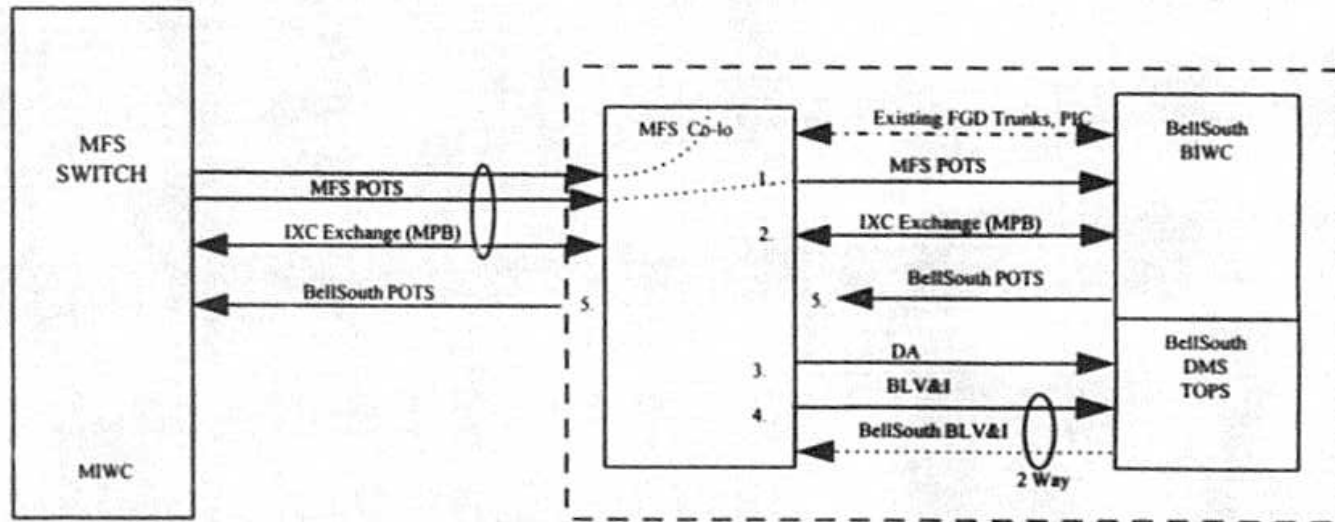 MFS
SWITCH
MIWC
MFS POTS
IXC Exchange (MPB)
BellSouth POTS
5.
MFS Co-lo
1.
2.
5.
3.
4.
Existing FGD Trunks, PIC
MFS POTS
IXC Exchange (MPB)
BellSouth POTS
DA
BLV&I
BellSouth BLV&I
2 Way
BellSouth
BIWC
BellSouth
DMS
TOPS